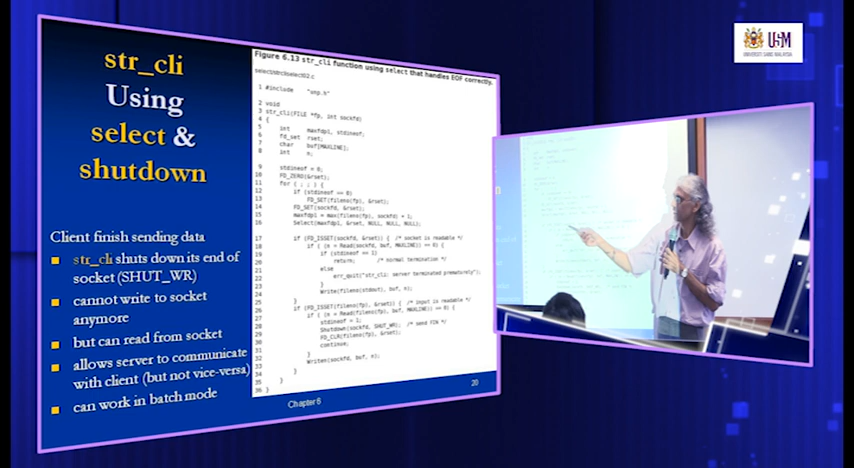 str_cli
Using
select &
shutdown
Client finish sending data
str_cli shuts down its end of
socket (SHUT_WR)
cannot write to socket
anymore
but can read from socket
allows server to communicate
with client (but not vice-versa)
can work in batch mode
Figure 6.13 str_cli function using select that handles EOF correctly.
select/strcliselect02.c
1 #include "unp.h"
2 void
3 str_cli(FILE *fp, int sockfd)
4 {
5 int maxfdp1, stdineof;
6 fd_set rset;
7 char buf[MAXLINE];
8 int n;
9 stdineof = 0;
10 FD_ZERO(&rset);
11 for ( ; ; ) {
12 if (stdineof == 0)
13 FD_SET(fileno(fp), &rset);
14 FD_SET(sockfd, &rset);
15 maxfdp1 = max(fileno(fp), sockfd) + 1;
16 Select(maxfdp1, &rset, NULL, NULL, NULL);
17 if (FD_ISSET(sockfd, &rset)) { /* socket is readable */
18 if ( (n = Read(sockfd, buf, MAXLINE)) == 0) {
19 if (stdineof == 1)
20 return; /* normal termination */
21 else
22 err_quit("str_cli: server terminated prematurely");
23 }
24 Write(fileno(stdout), buf, n);
25 }
26 if (FD_ISSET(fileno(fp), &rset)) { /* input is readable */
27 if ( (n = Read(fileno(fp), buf, MAXLINE)) == 0) {
28 stdineof = 1;
29 Shutdown(sockfd, SHUT_WR); /* send FIN */
30 FD_CLR(fileno(fp), &rset);
31 continue;
32 }
33 Writen(sockfd, buf, n);
34 }
35 }
36 }
Chapter 6
20
USM
UNIVERSITI SAINS MALAYSIA